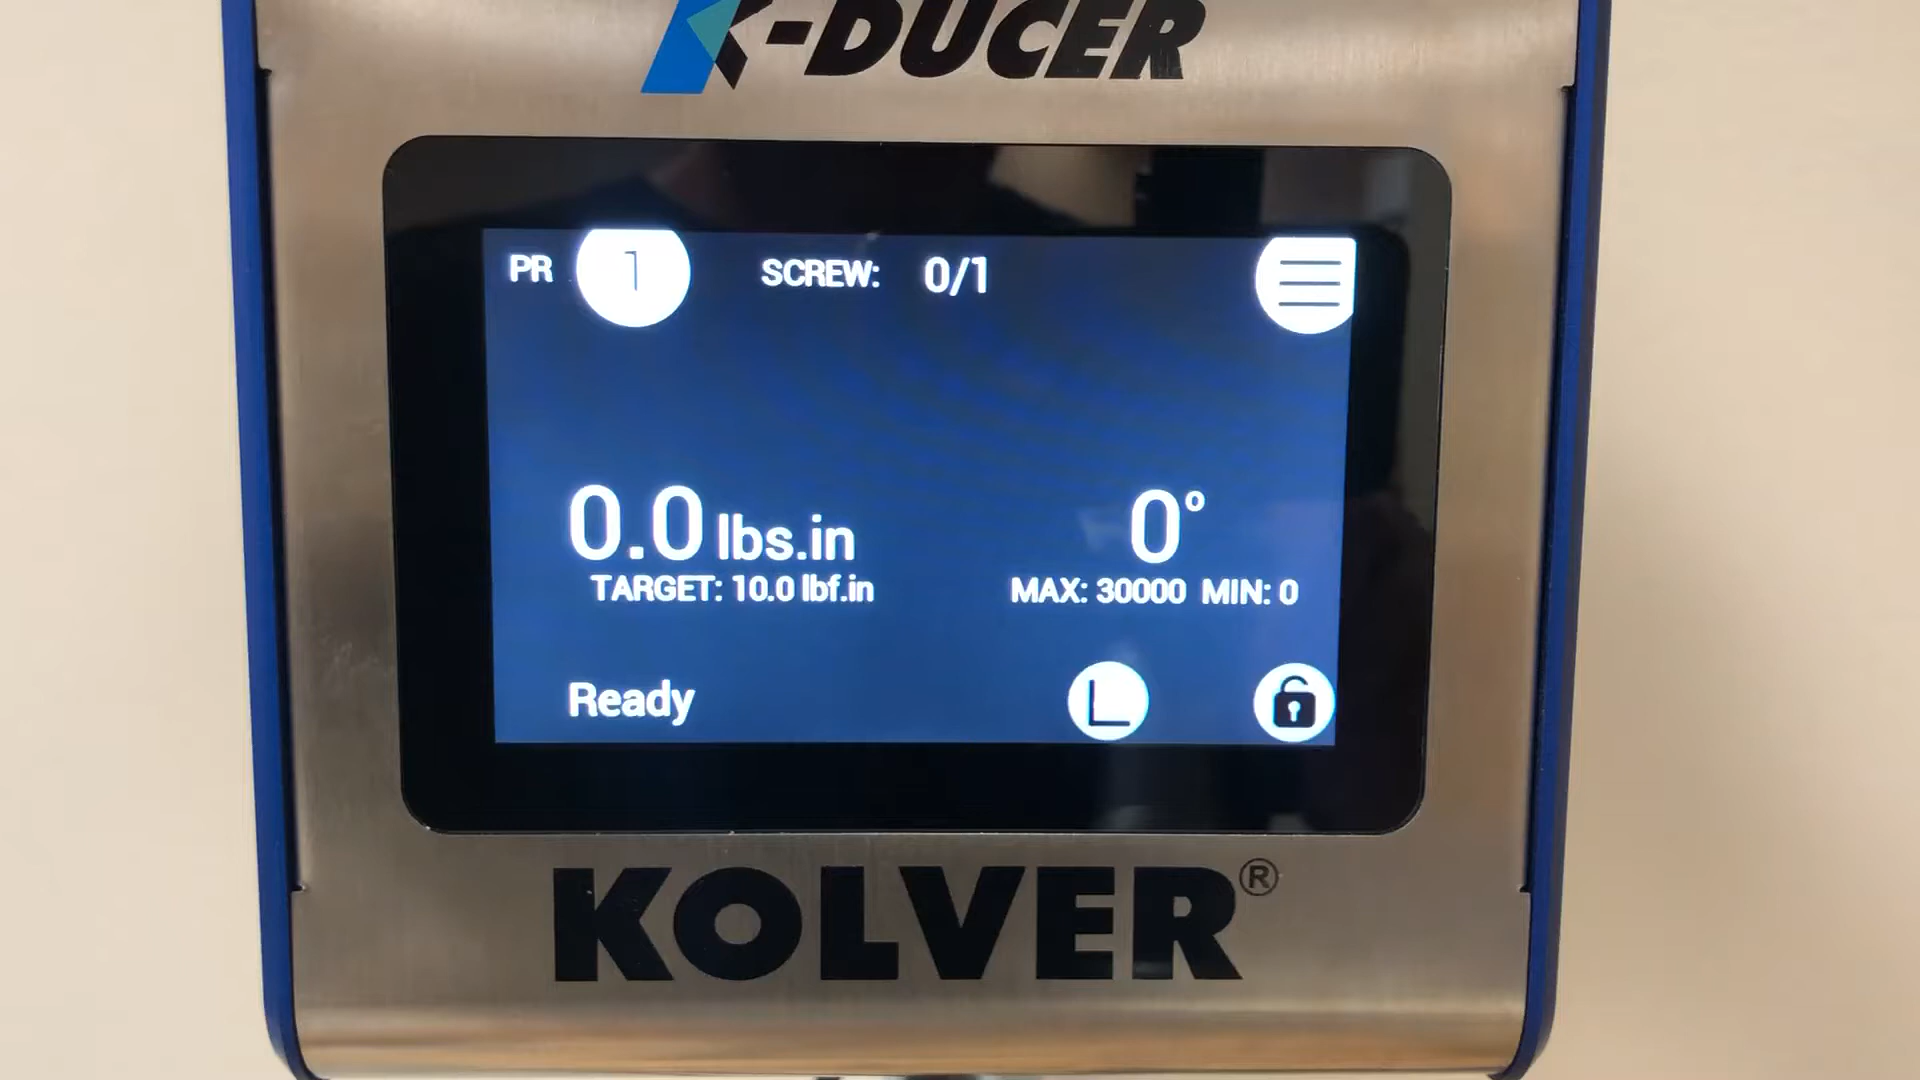 K-DUCER
PR 1 SCREW: 0/1
0.0 lbs.in 0°
TARGET: 10.0 lbf.in MAX: 30000 MIN: 0
Ready L
KOLVER®